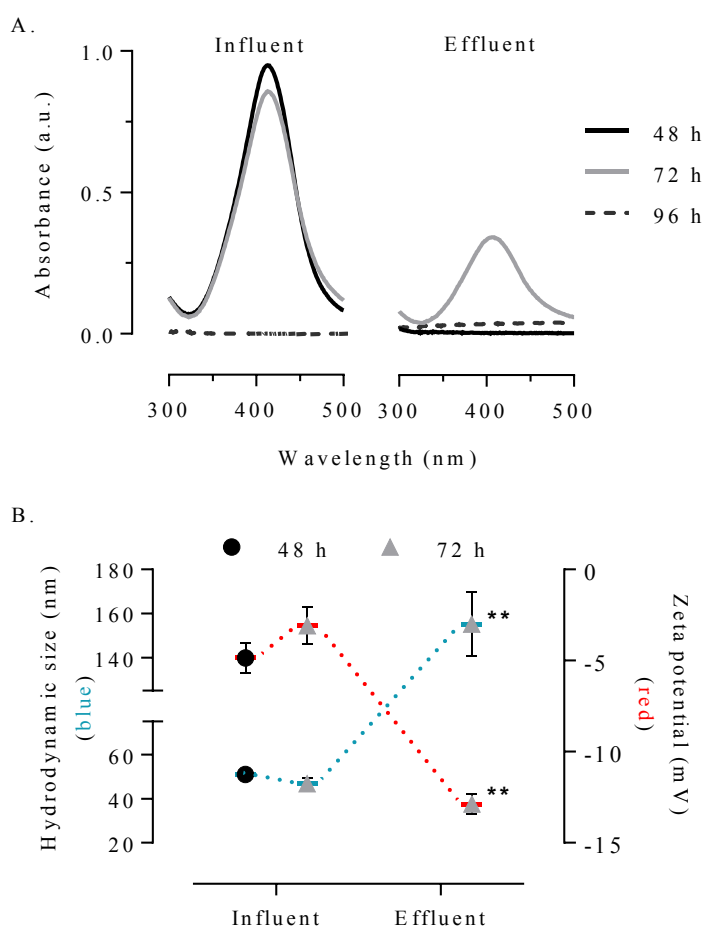 A.
Influent
Effluent
Absorbance (a.u.)
1.0
0.5
0.0
48 h
72 h
96 h
300 400 500
300 400 500
Wavelength (nm)
B.
48 h
72 h
Hydrodynamic size (nm)
(blue)
180
160
140
60
40
20
**
**
0
-5
-10
-15
Zeta potential (mV)
(red)
Influent
Effluent